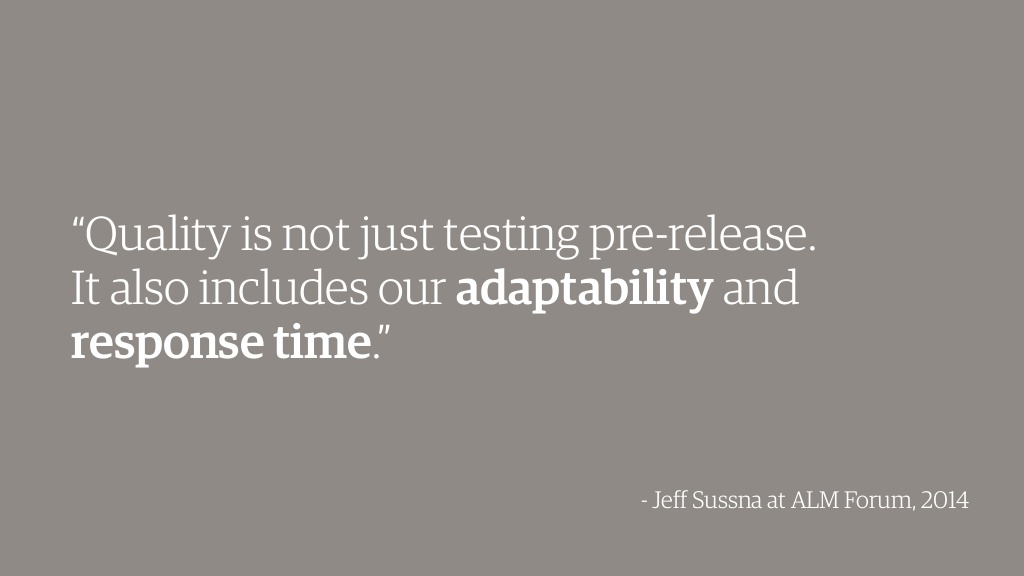 “Quality is not just testing pre-release.
It also includes our adaptability and
response time.”
- Jeff Sussna at ALM Forum, 2014